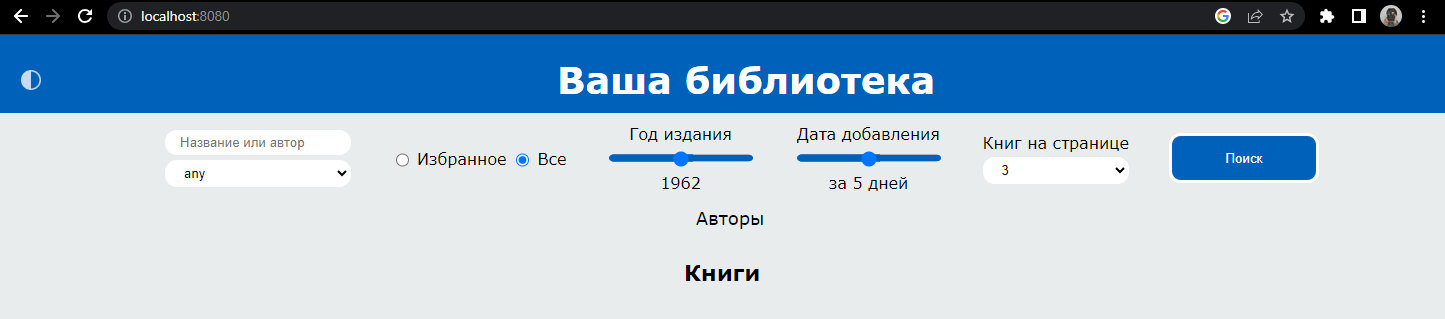 localhost:8080
Ваша библиотека
Название или автор
any
Избранное Все
Год издания
1962
Дата добавления
за 5 дней
Книг на странице
3
Поиск
Авторы
Книги